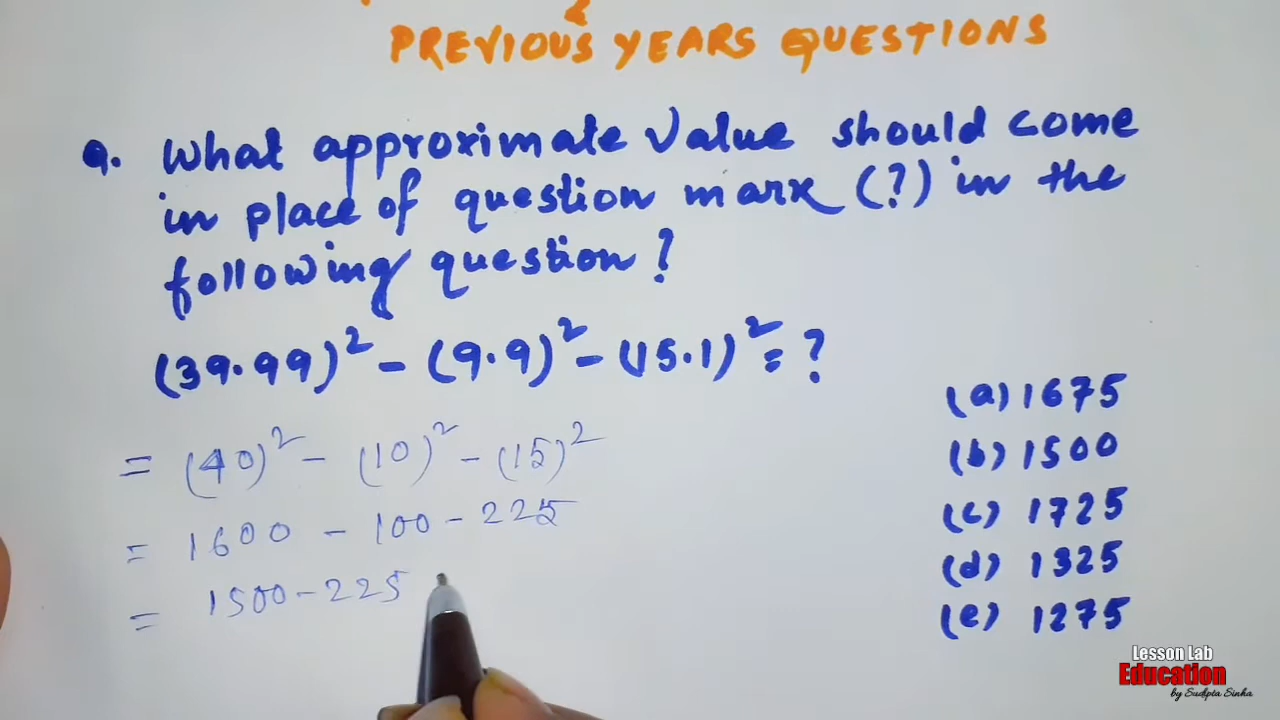 PREVIOUS YEARS QUESTIONS
Q. What approximate value should come
in place of question mark (?) in the
following question?
(39.99)² - (9.9)² - (15.1)² = ?
= (40)² - (10)² - (15)²
= 1600 - 100 - 225
= 1500 - 225
(a) 1675
(b) 1500
(c) 1725
(d) 1325
(e) 1275
Lesson Lab
Education
by Sudipta Sinha